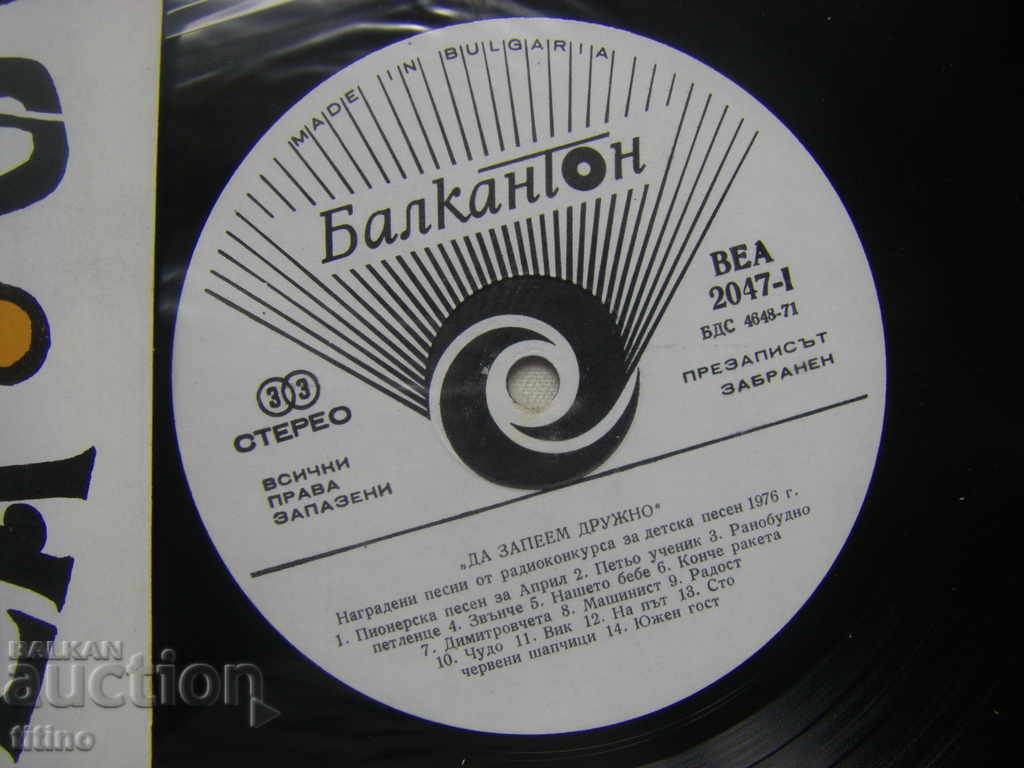 MADE IN BULGARIA
Балкантон
ВЕА
2047-I
БДС 4648-71
ПРЕЗАПИСЪТ
ЗАБРАНЕН
33
СТЕРЕО
ВСИЧКИ
ПРАВА
ЗАПАЗЕНИ
„ДА ЗАПЕЕМ ДРУЖНО“
Наградени песни от радиоконкурса за детска песен 1976 г.
1. Пионерска песен за Април 2. Петьо ученик 3. Ранобудно
петленце 4. Звънче 5. Нашето бебе 6. Конче ракета
7. Димитровчета 8. Машинист 9. Радост
10. Чудо 11. Вик 12. На път 13. Сто
червени шапчици 14. Южен гост
BALKAN
auction
titino